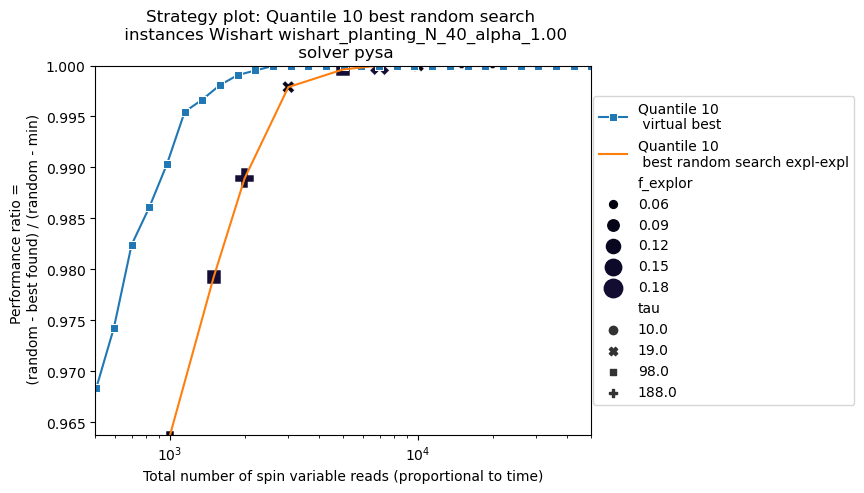 Strategy plot: Quantile 10 best random search
instances Wishart wishart_planting_N_40_alpha_1.00
solver pysa
Performance ratio =
(random - best found) / (random - min)
1.000
0.995
0.990
0.985
0.980
0.975
0.970
0.965
10^3
10^4
Total number of spin variable reads (proportional to time)
Quantile 10
virtual best
Quantile 10
best random search expl-expl
f_explor
0.06
0.09
0.12
0.15
0.18
tau
10.0
19.0
98.0
188.0